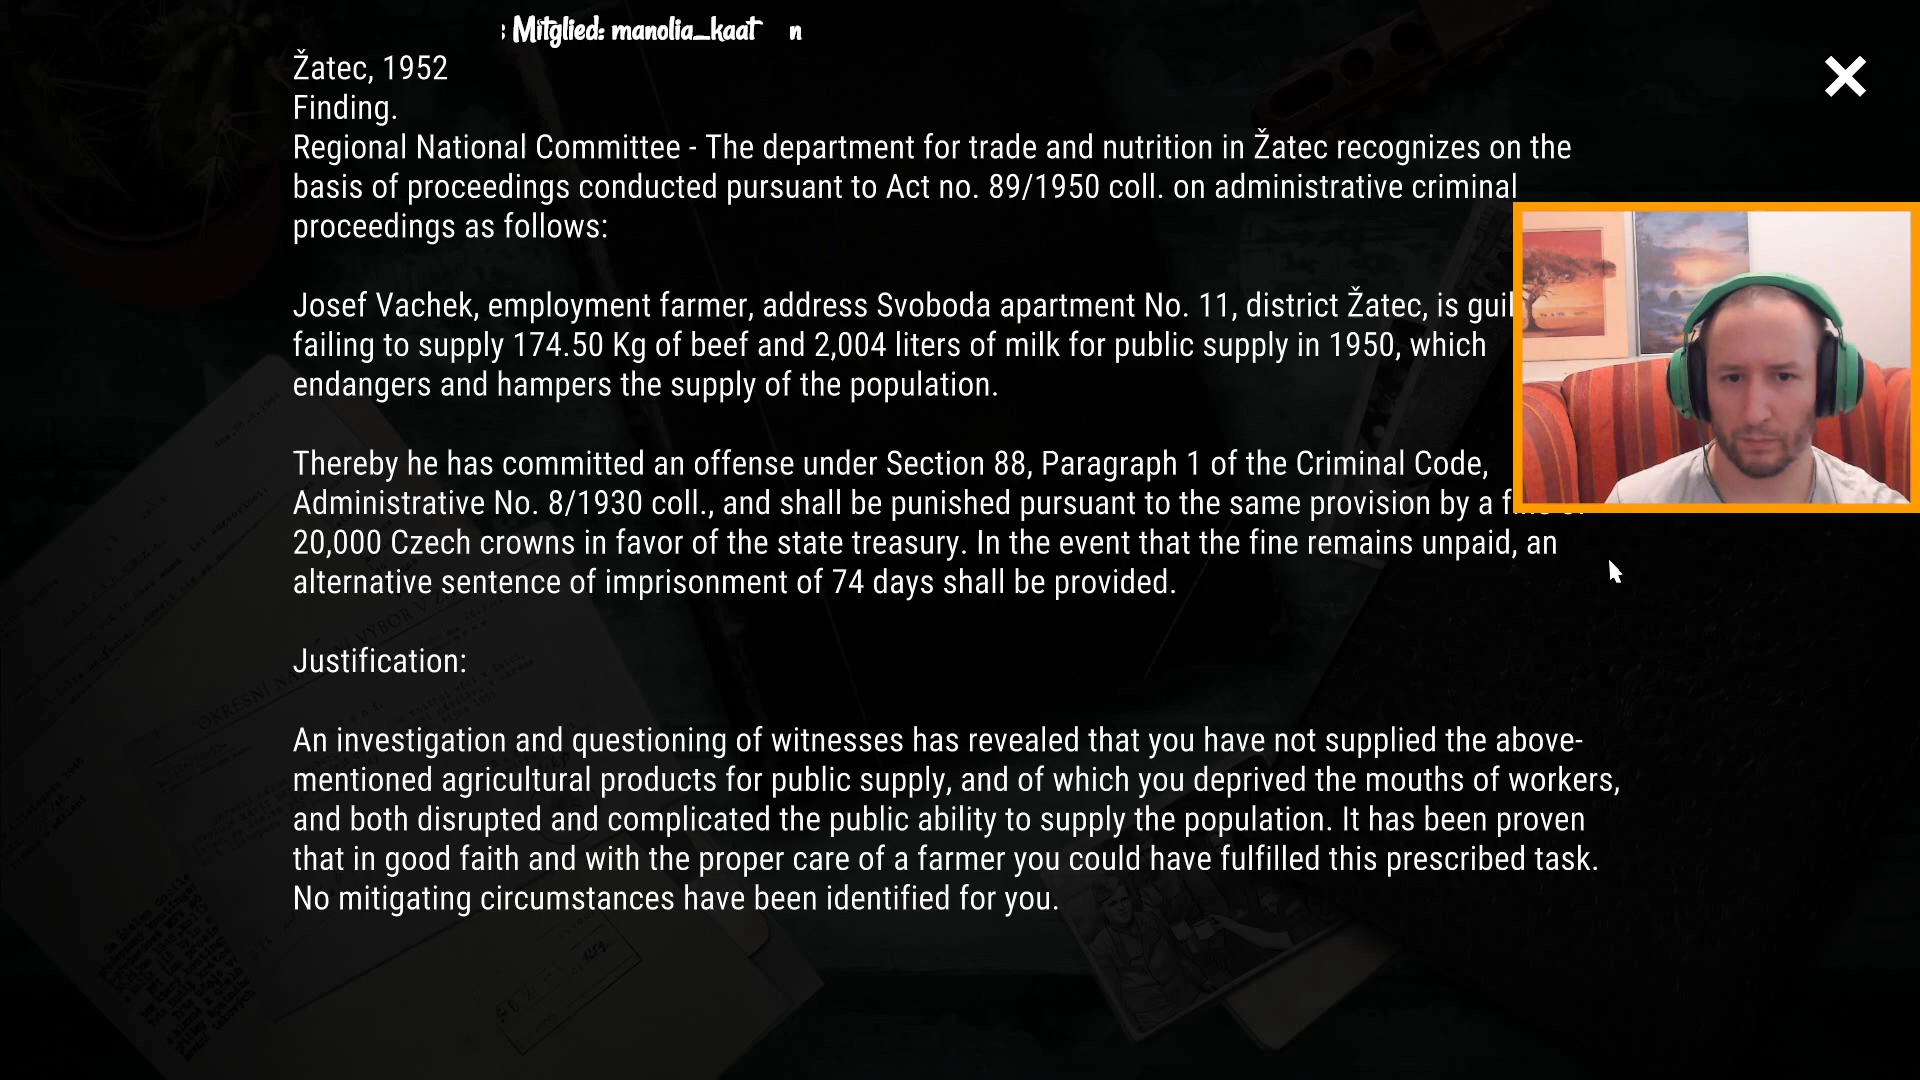 : Mitglied: manolia_kaat n
Žatec, 1952
Finding.
Regional National Committee - The department for trade and nutrition in Žatec recognizes on the
basis of proceedings conducted pursuant to Act no. 89/1950 coll. on administrative criminal
proceedings as follows:
Josef Vachek, employment farmer, address Svoboda apartment No. 11, district Žatec, is
failing to supply 174.50 Kg of beef and 2,004 liters of milk for public supply in 1950, which
endangers and hampers the supply of the population.
Thereby he has committed an offense under Section 88, Paragraph 1 of the Criminal Code,
Administrative No. 8/1930 coll., and shall be punished pursuant to the same provision by a
20,000 Czech crowns in favor of the state treasury. In the event that the fine remains unpaid, an
alternative sentence of imprisonment of 74 days shall be provided.
Justification:
OKRESNÍ NÁRODNÍ VÝBOR V
An investigation and questioning of witnesses has revealed that you have not supplied the above-
mentioned agricultural products for public supply, and of which you deprived the mouths of workers,
and both disrupted and complicated the public ability to supply the population. It has been proven
that in good faith and with the proper care of a farmer you could have fulfilled this prescribed task.
No mitigating circumstances have been identified for you.